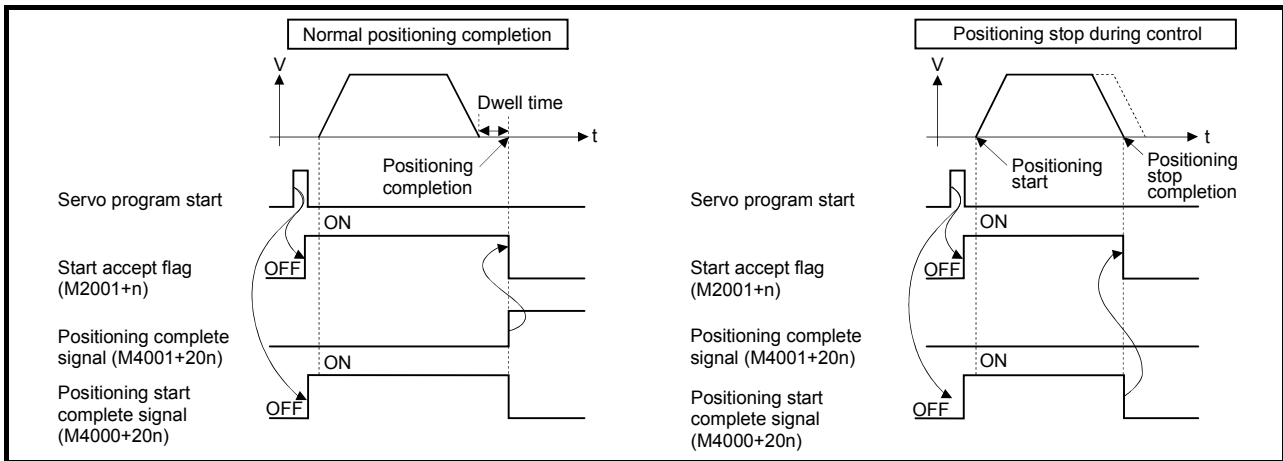 Normal positioning completion
V
Dwell time
t
Positioning
completion
Servo program start
ON
OFF
Start accept flag
(M2001+n)
Positioning complete
signal (M4001+20n)
ON
Positioning start
complete signal
(M4000+20n)
OFF
Positioning stop during control
V
t
Positioning
start
Positioning
stop
completion
Servo program start
ON
OFF
Start accept flag
(M2001+n)
Positioning complete
signal (M4001+20n)
ON
Positioning start
complete signal
(M4000+20n)
OFF